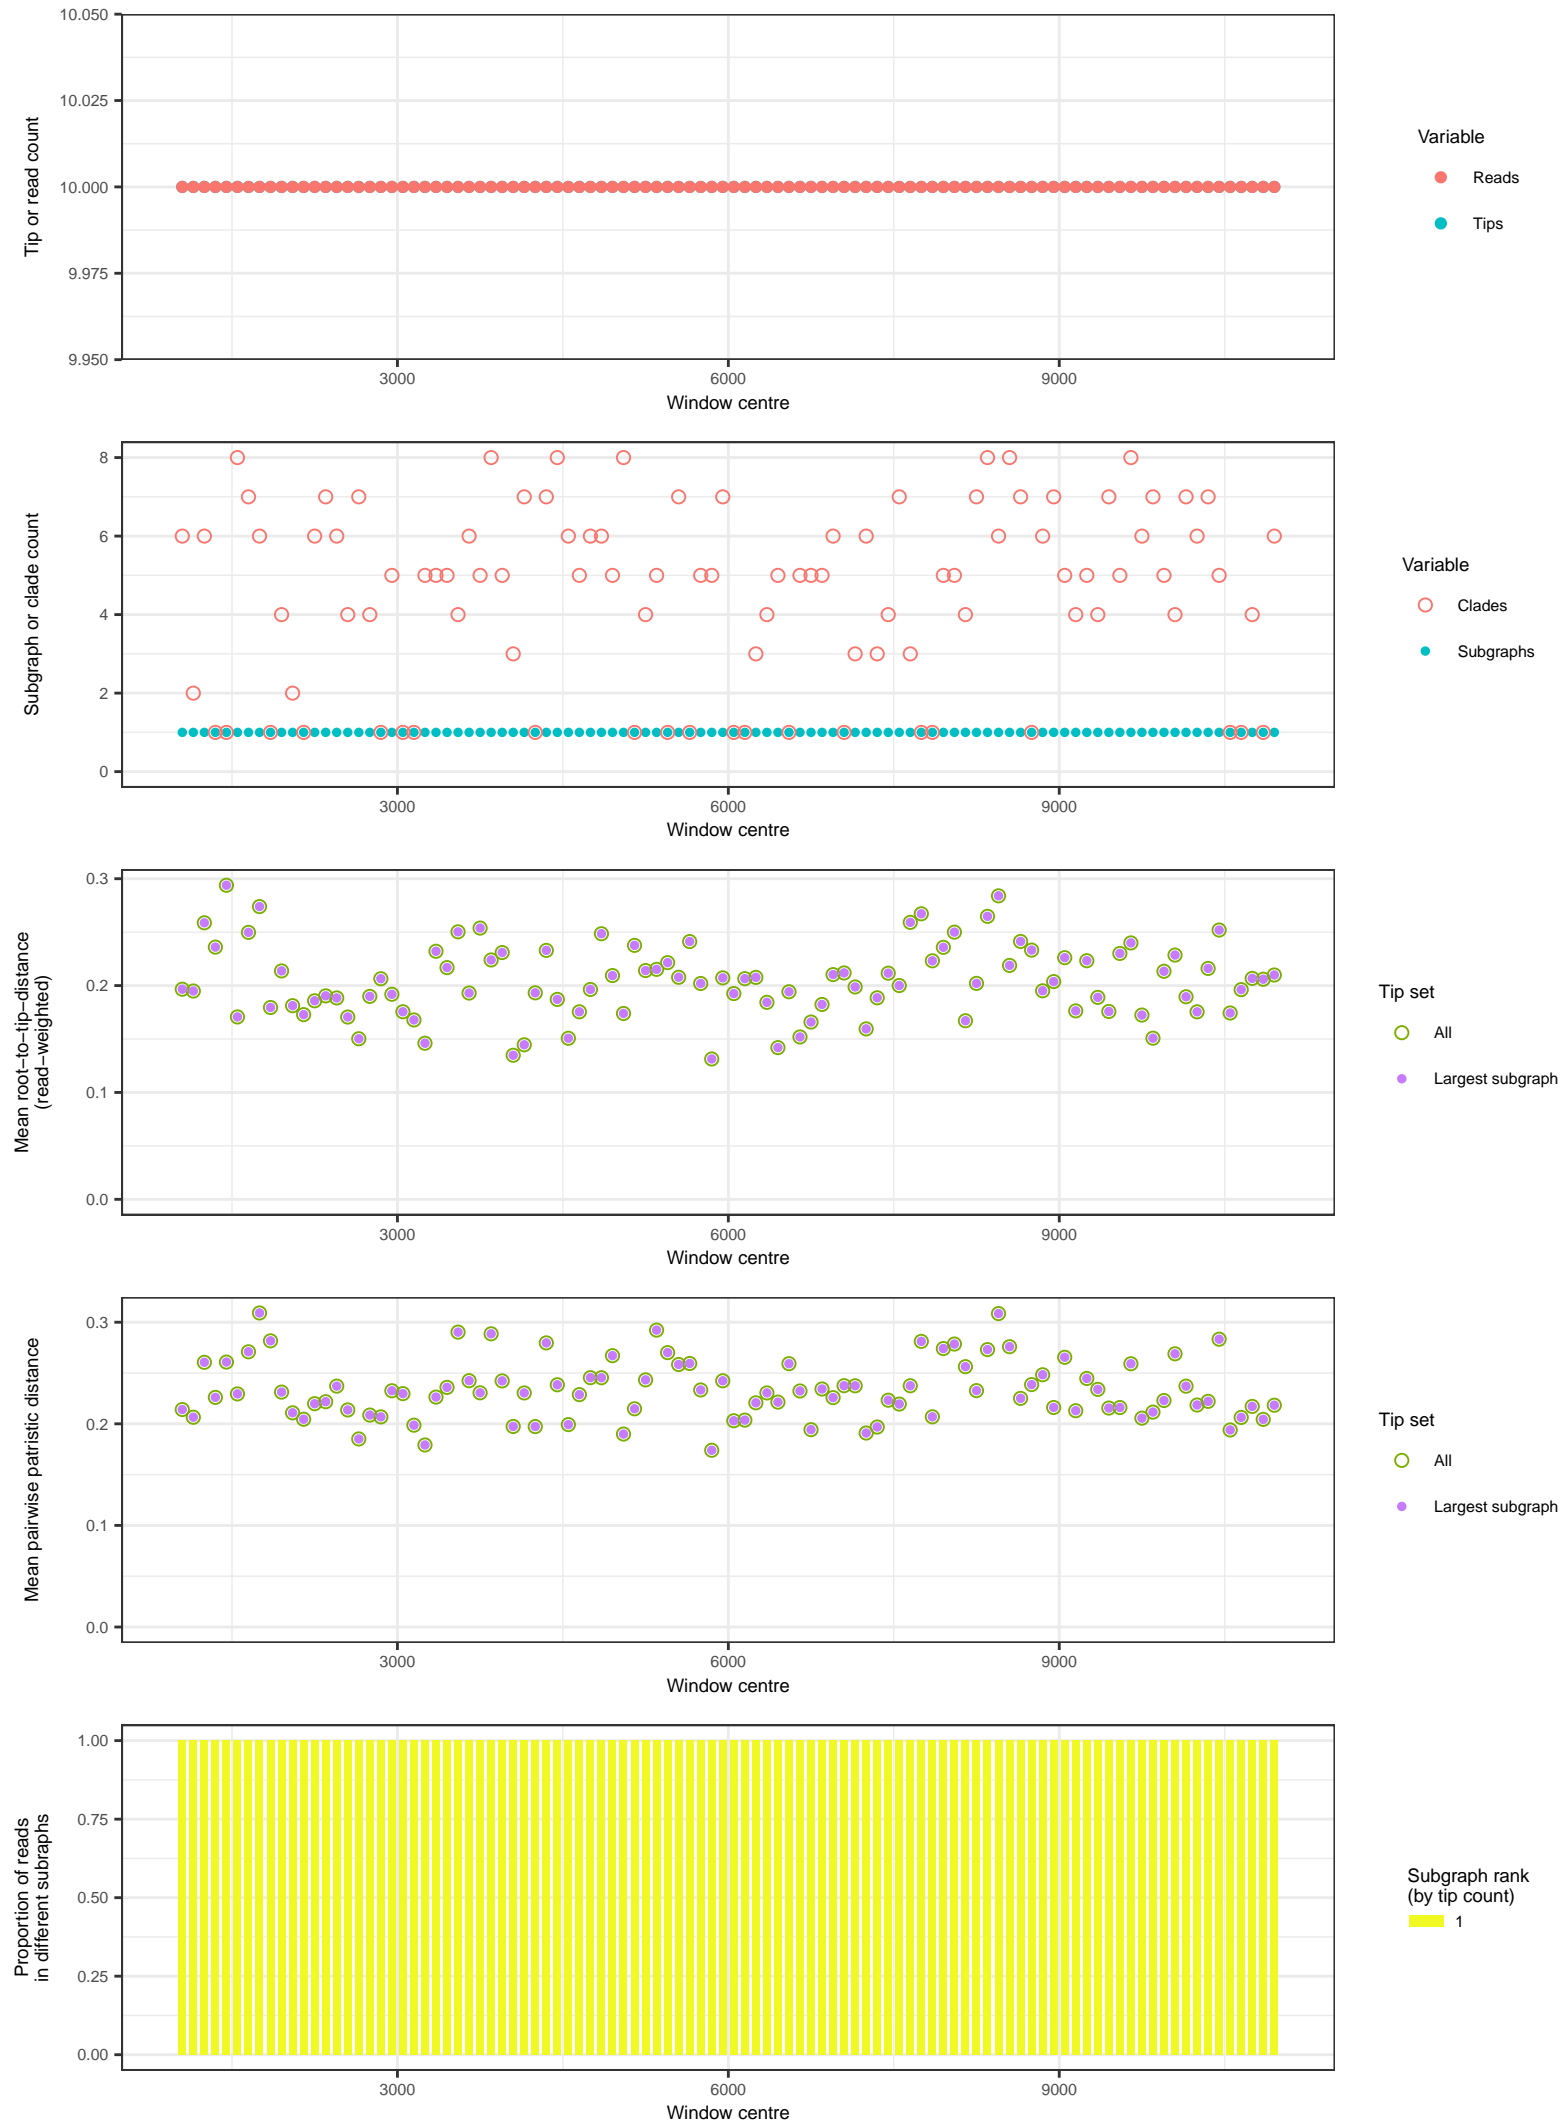 10.050
10.025
10.000
9.975
9.950
Tip or read count
3000
6000
9000
Window centre
Variable
Reads
Tips
8
6
4
2
0
Subgraph or clade count
3000
6000
9000
Window centre
Variable
Clades
Subgraphs
0.3
0.2
0.1
0.0
Mean root−to−tip−distance
(read−weighted)
3000
6000
9000
Window centre
Tip set
All
Largest subgraph
0.3
0.2
0.1
0.0
Mean pairwise patristic distance
3000
6000
9000
Window centre
Tip set
All
Largest subgraph
1.00
0.75
0.50
0.25
0.00
Proportion of reads
in different subraphs
3000
6000
9000
Window centre
Subgraph rank
(by tip count)
1